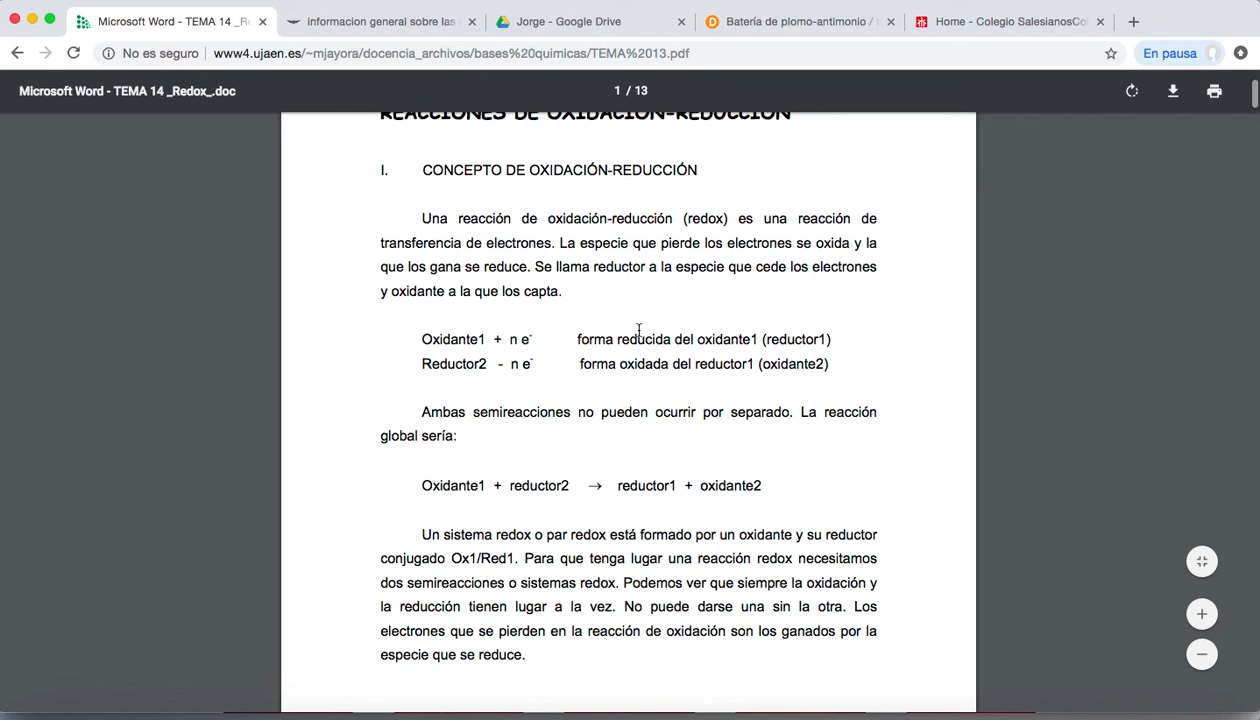 Microsoft Word - TEMA 14 _R
informacion general sobre las
Jorge - Google Drive
Batería de plomo-antimonio /
Home - Colegio SalesianosCo
No es seguro
www4.ujaen.es/~mjayora/docencia_archivos/bases%20quimicas/TEMA%2013.pdf
En pausa
Microsoft Word - TEMA 14 _Redox_.doc
1 / 13
REACCIONES DE OXIDACIÓN-REDUCCIÓN
I. CONCEPTO DE OXIDACIÓN-REDUCCIÓN
Una reacción de oxidación-reducción (redox) es una reacción de
transferencia de electrones. La especie que pierde los electrones se oxida y la
que los gana se reduce. Se llama reductor a la especie que cede los electrones
y oxidante a la que los capta.
Oxidante1 + n e⁻ forma reducida del oxidante1 (reductor1)
Reductor2 - n e⁻ forma oxidada del reductor1 (oxidante2)
Ambas semireacciones no pueden ocurrir por separado. La reacción
global sería:
Oxidante1 + reductor2 → reductor1 + oxidante2
Un sistema redox o par redox está formado por un oxidante y su reductor
conjugado Ox1/Red1. Para que tenga lugar una reacción redox necesitamos
dos semireacciones o sistemas redox. Podemos ver que siempre la oxidación y
la reducción tienen lugar a la vez. No puede darse una sin la otra. Los
electrones que se pierden en la reacción de oxidación son los ganados por la
especie que se reduce.